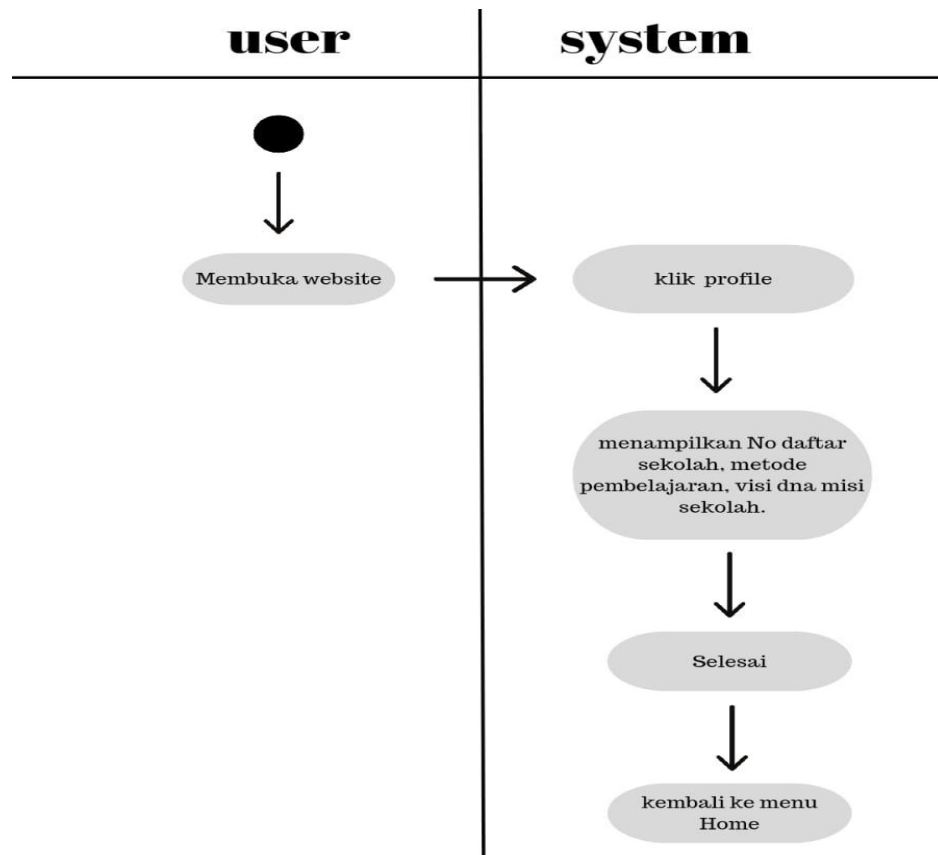 user
system
Membuka website
klik profile
menampilkan No daftar
sekolah, metode
pembelajaran, visi dna misi
sekolah.
Selesai
kembali ke menu
Home